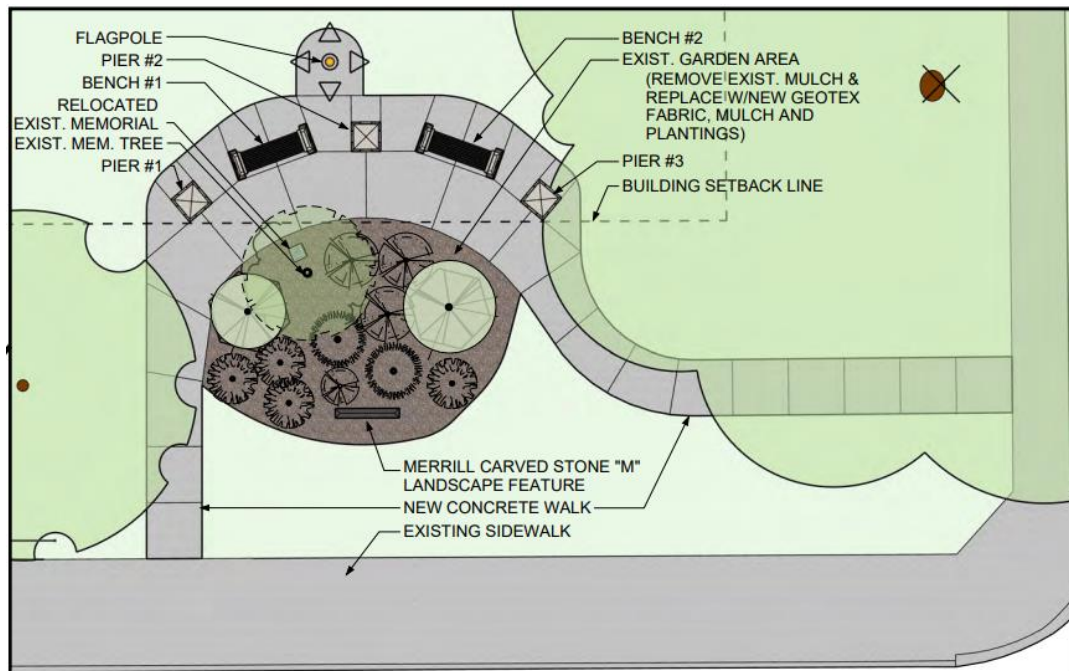 FLAGPOLE
PIER #2
BENCH #1
RELOCATED
EXIST. MEMORIAL
EXIST. MEM. TREE
PIER #1
BENCH #2
EXIST. GARDEN AREA
(REMOVE EXIST. MULCH &
REPLACE W/NEW GEOTEX
FABRIC, MULCH AND
PLANTINGS)
PIER #3
BUILDING SETBACK LINE
MERRILL CARVED STONE "M"
LANDSCAPE FEATURE
NEW CONCRETE WALK
EXISTING SIDEWALK